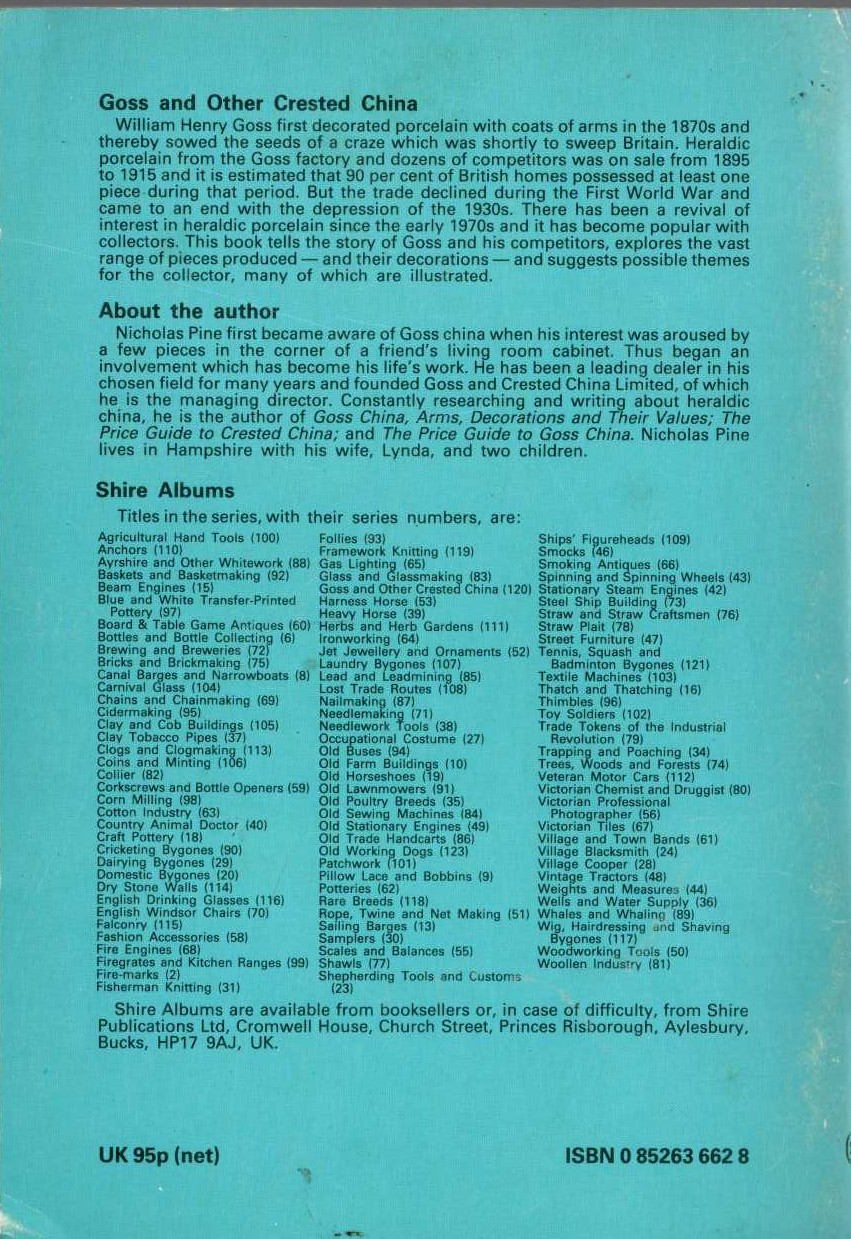 Goss and Other Crested China
William Henry Goss first decorated porcelain with coats of arms in the 1870s and
thereby sowed the seeds of a craze which was shortly to sweep Britain. Heraldic
porcelain from the Goss factory and dozens of competitors was on sale from 1895
to 1915 and it is estimated that 90 per cent of British homes possessed at least one
piece during that period. But the trade declined during the First World War and
came to an end with the depression of the 1930s. There has been a revival of
interest in heraldic porcelain since the early 1970s and it has become popular with
collectors. This book tells the story of Goss and his competitors, explores the vast
range of pieces produced — and their decorations — and suggests possible themes
for the collector, many of which are illustrated.
About the author
Nicholas Pine first became aware of Goss china when his interest was aroused by
a few pieces in the corner of a friend's living room cabinet. Thus began an
involvement which has become his life's work. He has been a leading dealer in his
chosen field for many years and founded Goss and Crested China Limited, of which
he is the managing director. Constantly researching and writing about heraldic
china, he is the author of Goss China, Arms, Decorations and Their Values; The
Price Guide to Crested China; and The Price Guide to Goss China. Nicholas Pine
lives in Hampshire with his wife, Lynda, and two children.
Shire Albums
Titles in the series, with their series numbers, are:
Agricultural Hand Tools (100)
Anchors (110)
Ayrshire and Other Whitework (88)
Baskets and Basketmaking (92)
Beam Engines (15)
Blue and White Transfer-Printed
Pottery (97)
Board & Table Game Antiques (60)
Bottles and Bottle Collecting (6)
Brewing and Breweries (72)
Bricks and Brickmaking (75)
Canal Barges and Narrowboats (8)
Carnival Glass (104)
Chains and Chainmaking (69)
Cidermaking (95)
Clay and Cob Buildings (105)
Clay Tobacco Pipes (37)
Clogs and Clogmaking (113)
Coins and Minting (106)
Collier (82)
Corkscrews and Bottle Openers (59)
Corn Milling (98)
Cotton Industry (63)
Country Animal Doctor (40)
Craft Pottery (18)
Cricketing Bygones (90)
Dairying Bygones (29)
Domestic Bygones (20)
Dry Stone Walls (114)
English Drinking Glasses (116)
English Windsor Chairs (70)
Falconry (115)
Fashion Accessories (58)
Fire Engines (68)
Firegrates and Kitchen Ranges (99)
Fire-marks (2)
Fisherman Knitting (31)
Follies (93)
Framework Knitting (119)
Gas Lighting (65)
Glass and Glassmaking (83)
Goss and Other Crested China (120)
Harness Horse (53)
Heavy Horse (39)
Herbs and Herb Gardens (111)
Ironworking (64)
Jet Jewellery and Ornaments (52)
Laundry Bygones (107)
Lead and Leadmining (85)
Lost Trade Routes (108)
Nailmaking (87)
Needlemaking (71)
Needlework Tools (38)
Occupational Costume (27)
Old Buses (94)
Old Farm Buildings (10)
Old Horseshoes (19)
Old Lawnmowers (91)
Old Poultry Breeds (35)
Old Sewing Machines (84)
Old Stationary Engines (49)
Old Trade Handcarts (86)
Old Working Dogs (123)
Patchwork (101)
Pillow Lace and Bobbins (9)
Potteries (62)
Rare Breeds (118)
Rope, Twine and Net Making (51)
Sailing Barges (13)
Samplers (30)
Scales and Balances (55)
Shawls (77)
Shepherding Tools and Customs
(23)
Ships' Figureheads (109)
Smocks (46)
Smoking Antiques (66)
Spinning and Spinning Wheels (43)
Stationary Steam Engines (42)
Steel Ship Building (73)
Straw and Straw Craftsmen (76)
Straw Plait (78)
Street Furniture (47)
Tennis, Squash and
Badminton Bygones (121)
Textile Machines (103)
Thatch and Thatching (16)
Thimbles (96)
Toy Soldiers (102)
Trade Tokens of the Industrial
Revolution (79)
Trapping and Poaching (34)
Trees, Woods and Forests (74)
Veteran Motor Cars (112)
Victorian Chemist and Druggist (80)
Victorian Professional
Photographer (56)
Victorian Tiles (67)
Village and Town Bands (61)
Village Blacksmith (24)
Village Cooper (28)
Vintage Tractors (48)
Weights and Measures (44)
Wells and Water Supply (36)
Whales and Whaling (89)
Wig, Hairdressing and Shaving
Bygones (117)
Woodworking Tools (50)
Woollen Industry (81)
Shire Albums are available from booksellers or, in case of difficulty, from Shire
Publications Ltd, Cromwell House, Church Street, Princes Risborough, Aylesbury,
Bucks, HP17 9AJ, UK.
UK 95p (net)
ISBN 0 85263 662 8